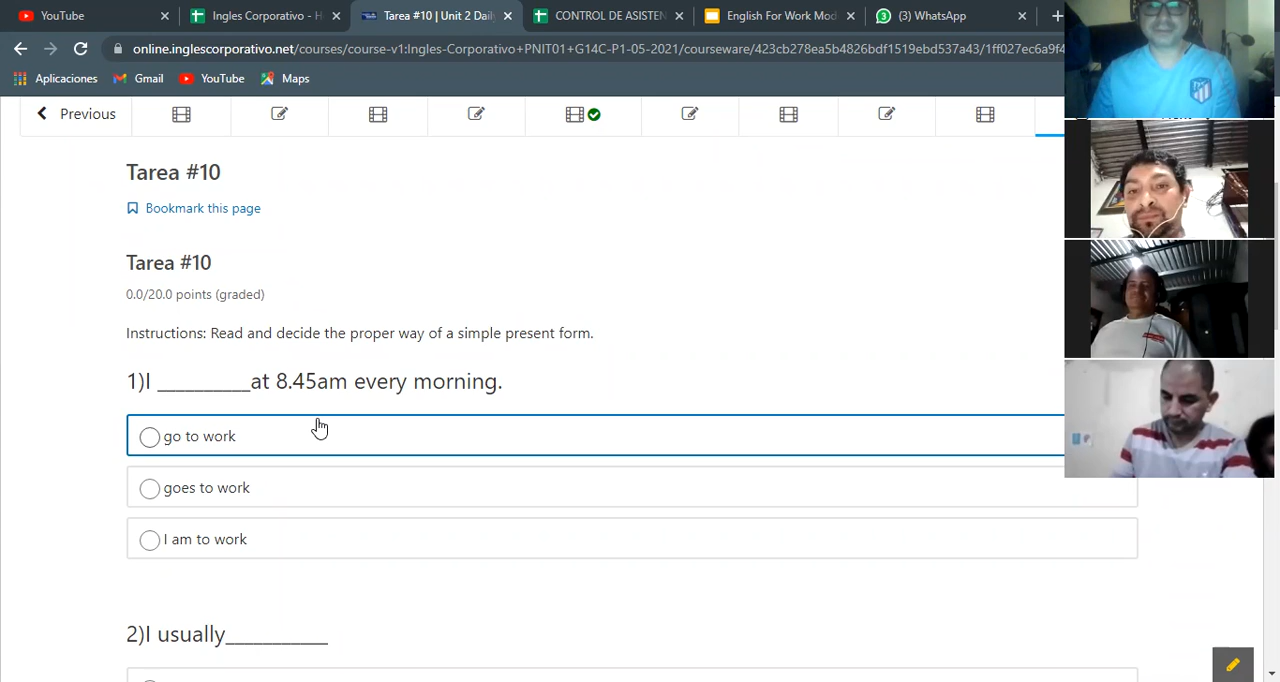 YouTube
Ingles Corporativo - H
Tarea #10 | Unit 2 Daily
CONTROL DE ASISTEN
English For Work Mod
(3) WhatsApp
online.inglescorporativo.net/courses/course-v1:Ingles-Corporativo+PNIT01+G14C-P1-05-2021/courseware/423cb278ea5b4826bdf1519ebd537a43/1ff027ec6a9f4
Aplicaciones
Gmail
YouTube
Maps
Previous
Tarea #10
Bookmark this page
Tarea #10
0.0/20.0 points (graded)
Instructions: Read and decide the proper way of a simple present form.
1)I __________at 8.45am every morning.
go to work
goes to work
I am to work
2)I usually___________